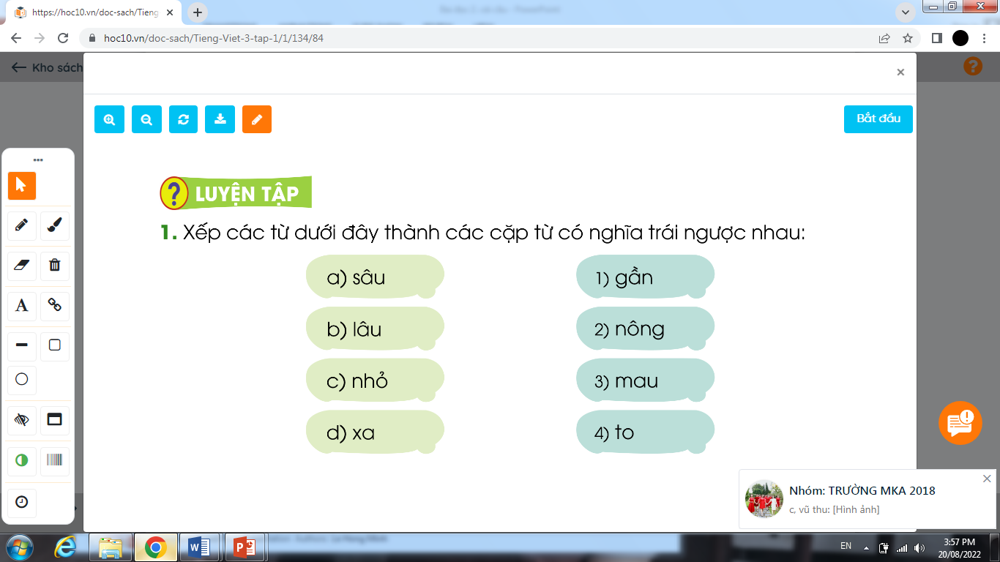 https://hoc10.vn/doc-sach/Tieng
hoc10.vn/doc-sach/Tieng-Viet-3-tap-1/1/134/84
Kho sách
Bắt đầu
? LUYỆN TẬP
1. Xếp các từ dưới đây thành các cặp từ có nghĩa trái ngược nhau:
a) sâu 1) gần
b) lâu 2) nông
c) nhỏ 3) mau
d) xa 4) to
Nhóm: TRƯỜNG MKA 2018
c, vũ thu: [Hình ảnh]
EN
3:57 PM
20/08/2022